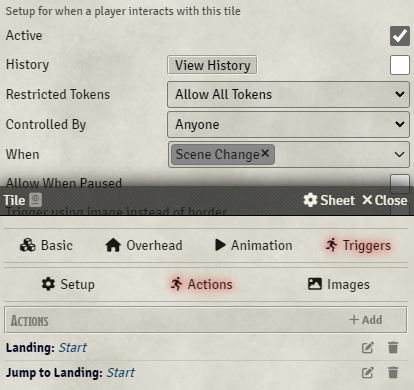 Setup for when a player interacts with this tile
Active
History View History
Restricted Tokens Allow All Tokens
Controlled By Anyone
When Scene Change×
Allow When Paused
Tile Sheet ×Close
Trigger using image instead of border
Basic Overhead Animation Triggers
Setup Actions Images
ACTIONS + Add
Landing: Start
Jump to Landing: Start